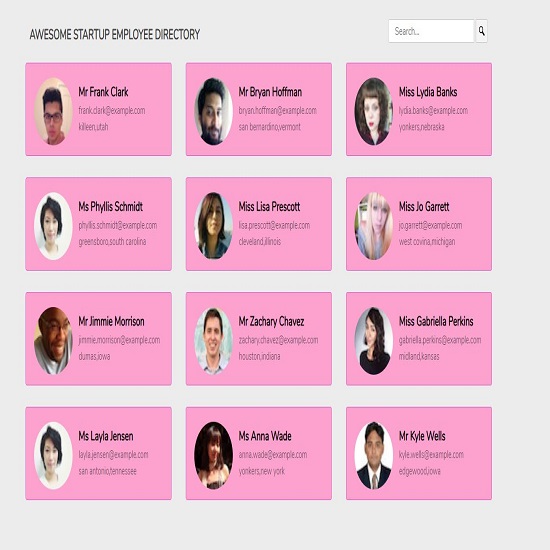 AWESOME STARTUP EMPLOYEE DIRECTORY
Search...
Mr Frank Clark
frank.clark@example.com
killeen,utah
Mr Bryan Hoffman
bryan.hoffman@example.com
san bernardino,vermont
Miss Lydia Banks
lydia.banks@example.com
yonkers,nebraska
Ms Phyllis Schmidt
phyllis.schmidt@example.com
greensboro,south carolina
Miss Lisa Prescott
lisa.prescott@example.com
cleveland,illinois
Miss Jo Garrett
jo.garrett@example.com
west covina,michigan
Mr Jimmie Morrison
jimmie.morrison@example.com
dumas,iowa
Mr Zachary Chavez
zachary.chavez@example.com
houston,indiana
Miss Gabriella Perkins
gabriella.perkins@example.com
midland,kansas
Ms Layla Jensen
layla.jensen@example.com
san antonio,tennessee
Ms Anna Wade
anna.wade@example.com
yonkers,new york
Mr Kyle Wells
kyle.wells@example.com
edgewood,iowa